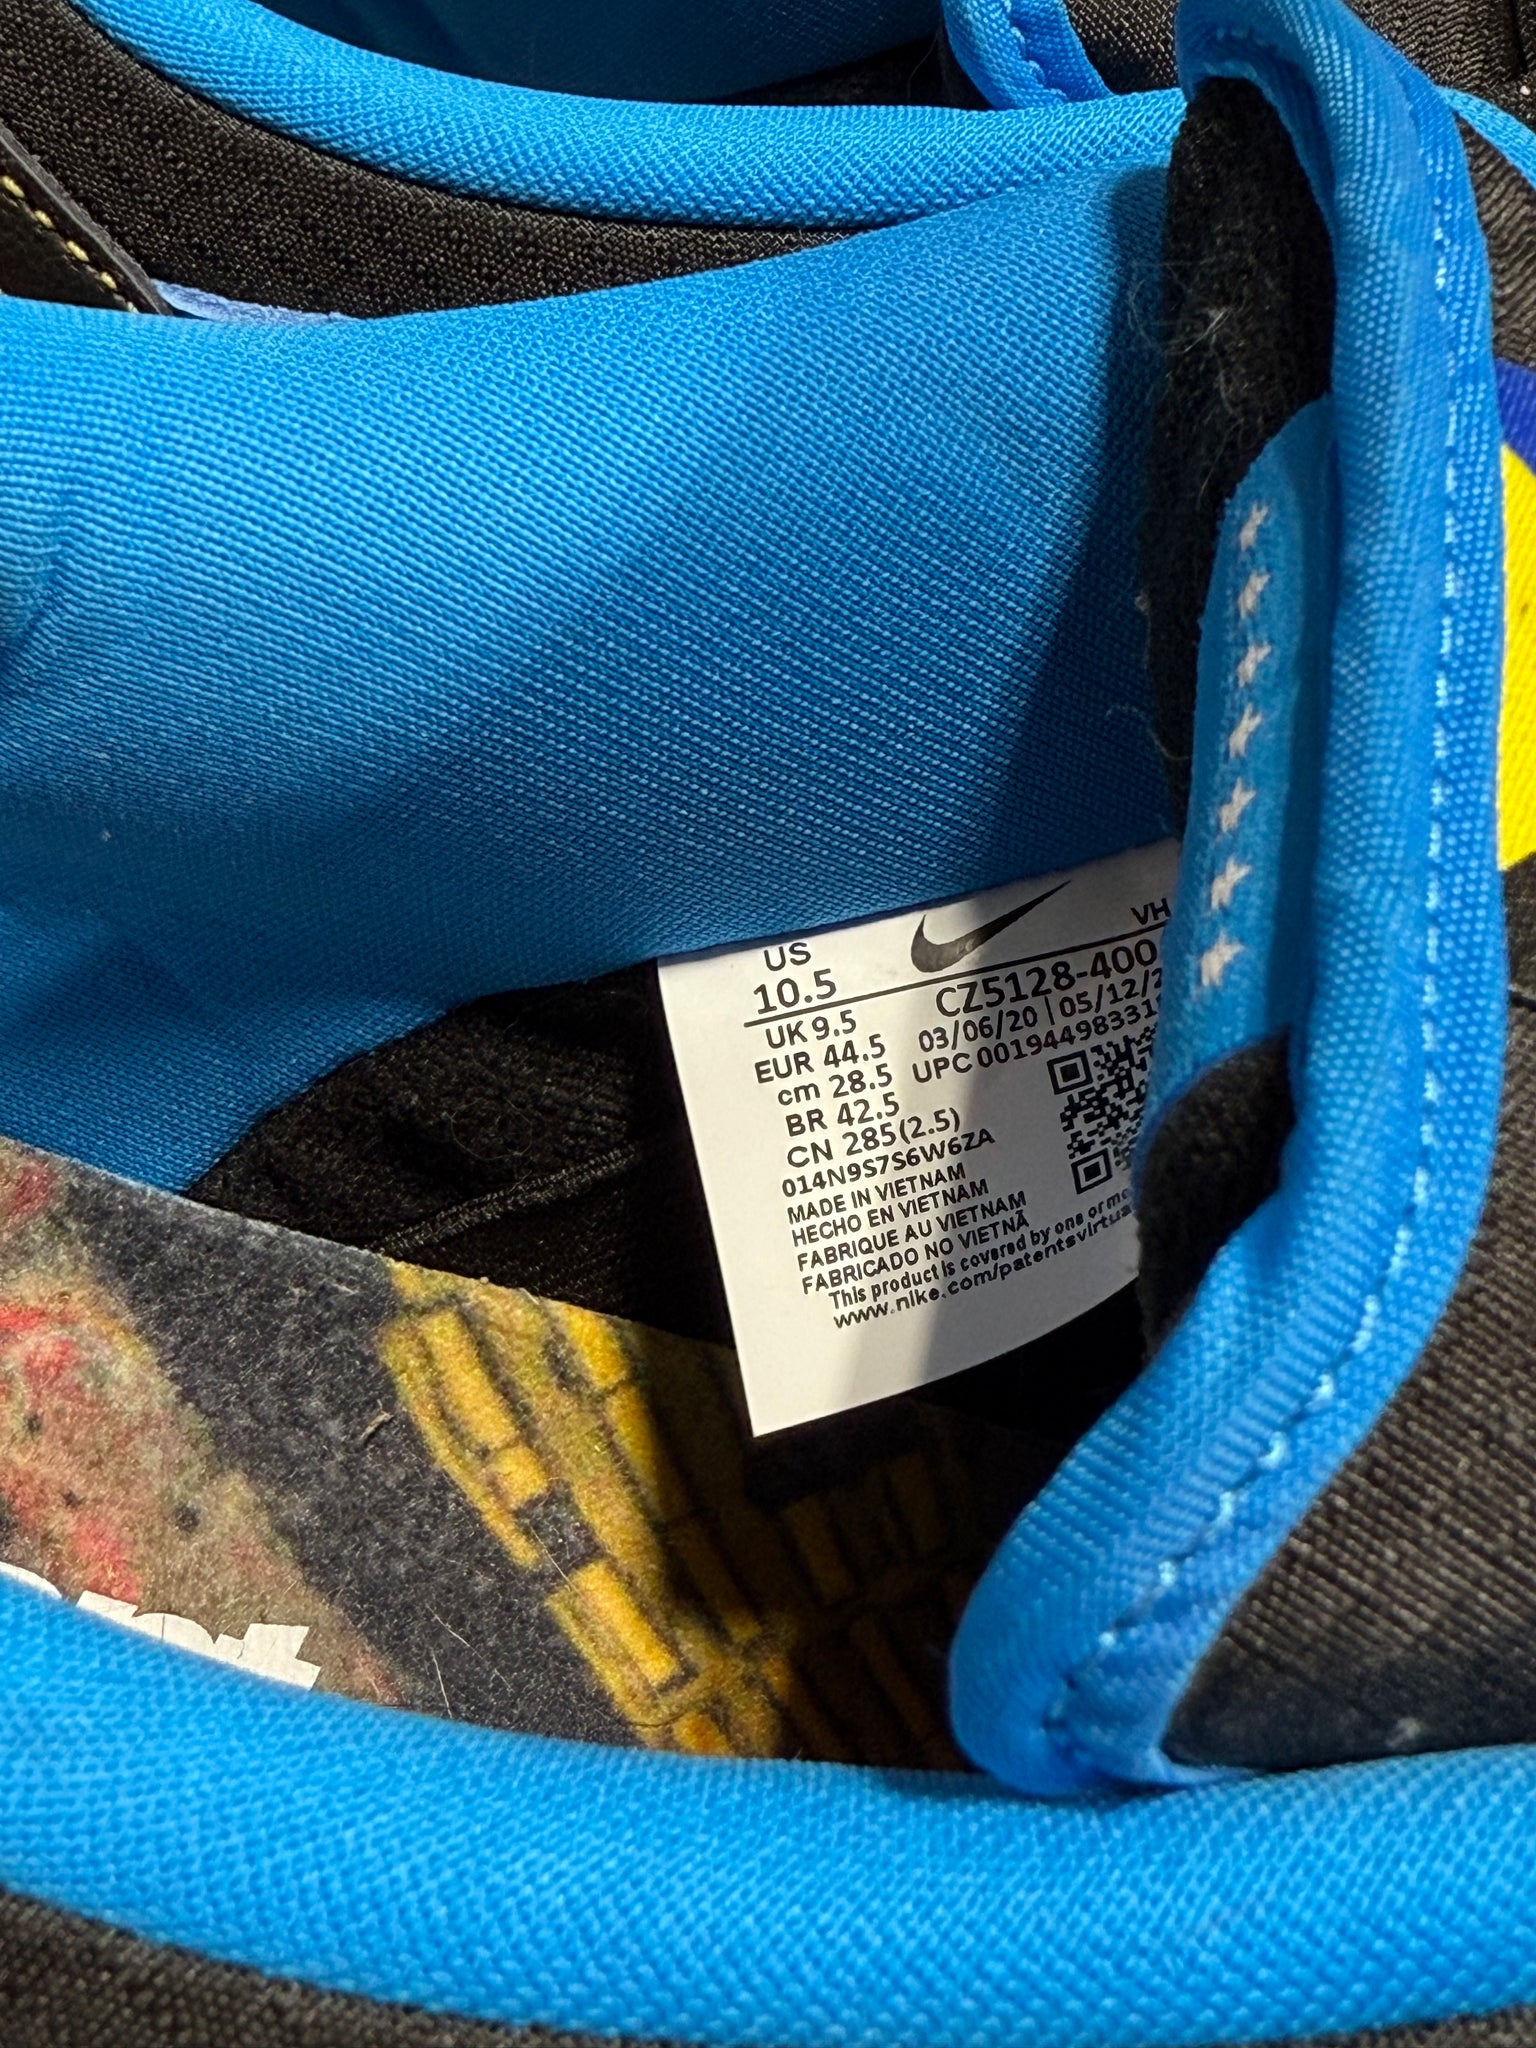 US
10.5
VH
CZ5128-400
UK 9.5
03/06/20 | 05/12/2
EUR 44.5
UPC 0019449833
cm 28.5
BR 42.5
CN 285(2.5)
014N9S7S6W6ZA
MADE IN VIETNAM
HECHO EN VIETNAM
FABRIQUE AU VIETNAM
FABRICADO NO VIETNÃ
This product is covered by one or mo
www.nike.com/patentsvirtua